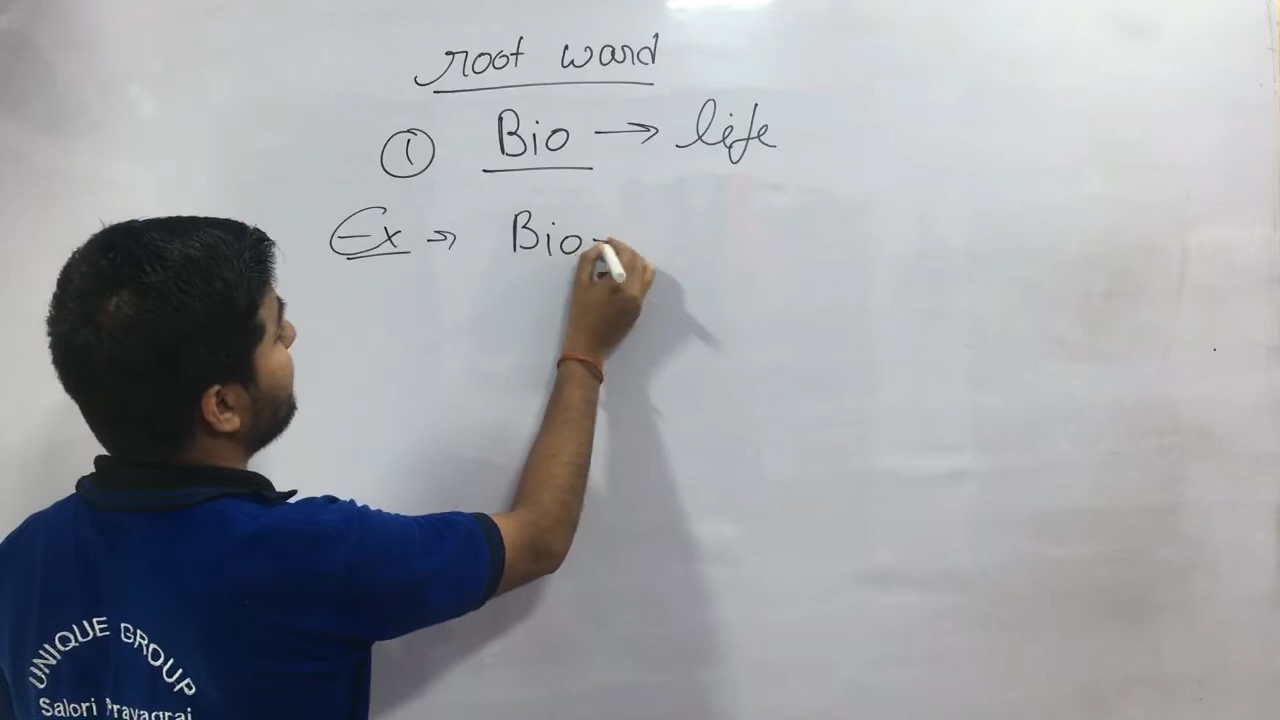 root ward
① Bio → life
Ex ⇒ Bio
UNIQUE GROUP
Salori Prayagraj